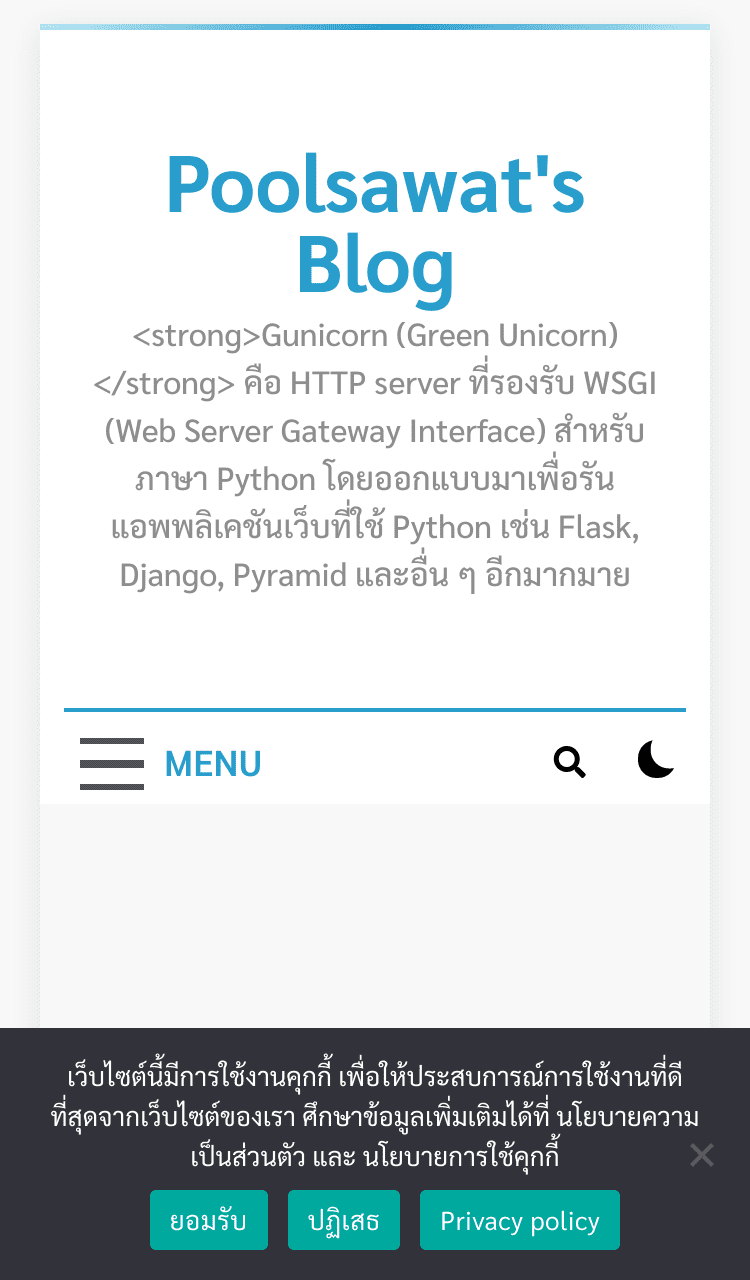 Poolsawat's
Blog
<strong>Gunicorn (Green Unicorn)
</strong> คือ HTTP server ที่รองรับ WSGI
(Web Server Gateway Interface) สำหรับ
ภาษา Python โดยออกแบบมาเพื่อรัน
แอพพลิเคชันเว็บที่ใช้ Python เช่น Flask,
Django, Pyramid และอื่น ๆ อีกมากมาย
MENU
เว็บไซต์นี้มีการใช้งานคุกกี้ เพื่อให้ประสบการณ์การใช้งานที่ดี
ที่สุดจากเว็บไซต์ของเรา ศึกษาข้อมูลเพิ่มเติมได้ที่ นโยบายความ
เป็นส่วนตัว และ นโยบายการใช้คุกกี้
ยอมรับ ปฏิเสธ Privacy policy